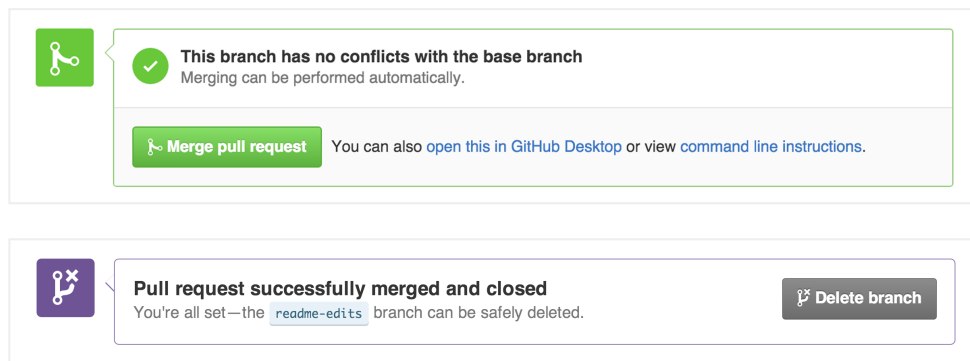 This branch has no conflicts with the base branch
Merging can be performed automatically.
Merge pull request You can also open this in GitHub Desktop or view command line instructions.
Pull request successfully merged and closed
You're all set—the readme-edits branch can be safely deleted.
Delete branch